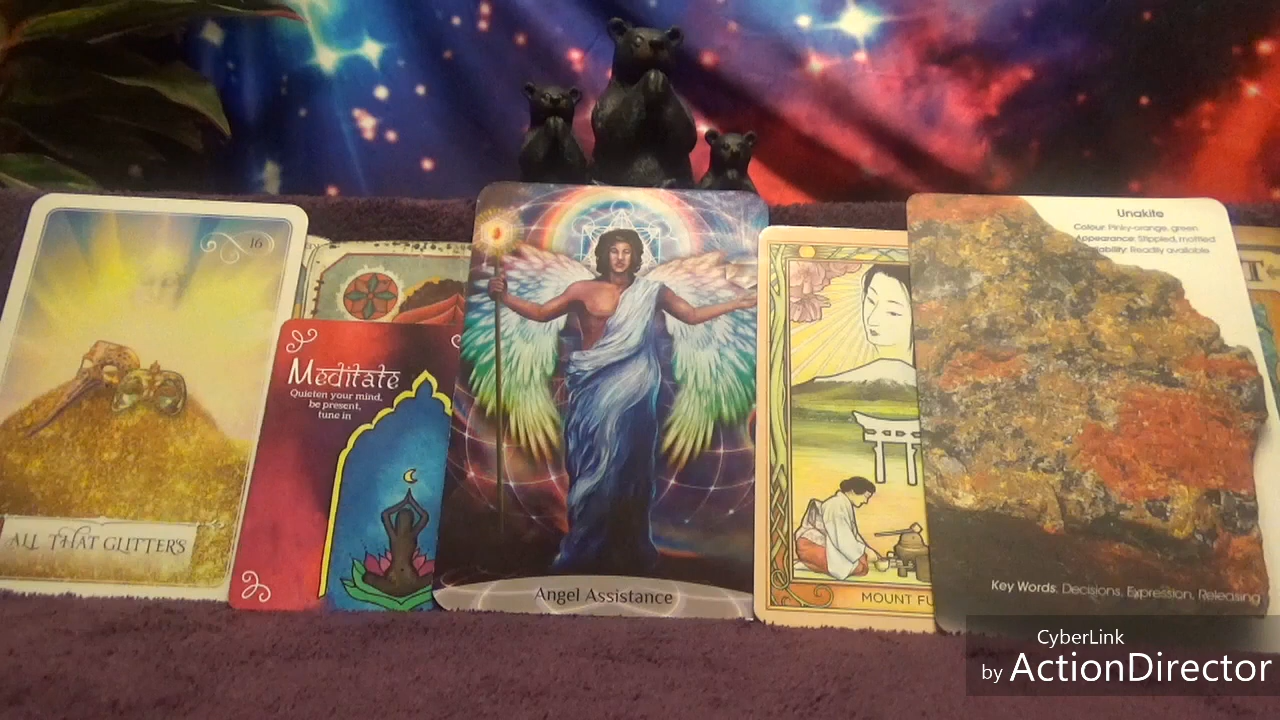 16
ALL THAT GLITTERS
Meditate
Quieten your mind,
be present,
tune in
Angel Assistance
MOUNT FU
Unakite
Colour: Pinky-orange, green
Appearance: Stippled, mottled
Readily available
Key Words: Decisions, Expression, Releasing
CyberLink
by ActionDirector